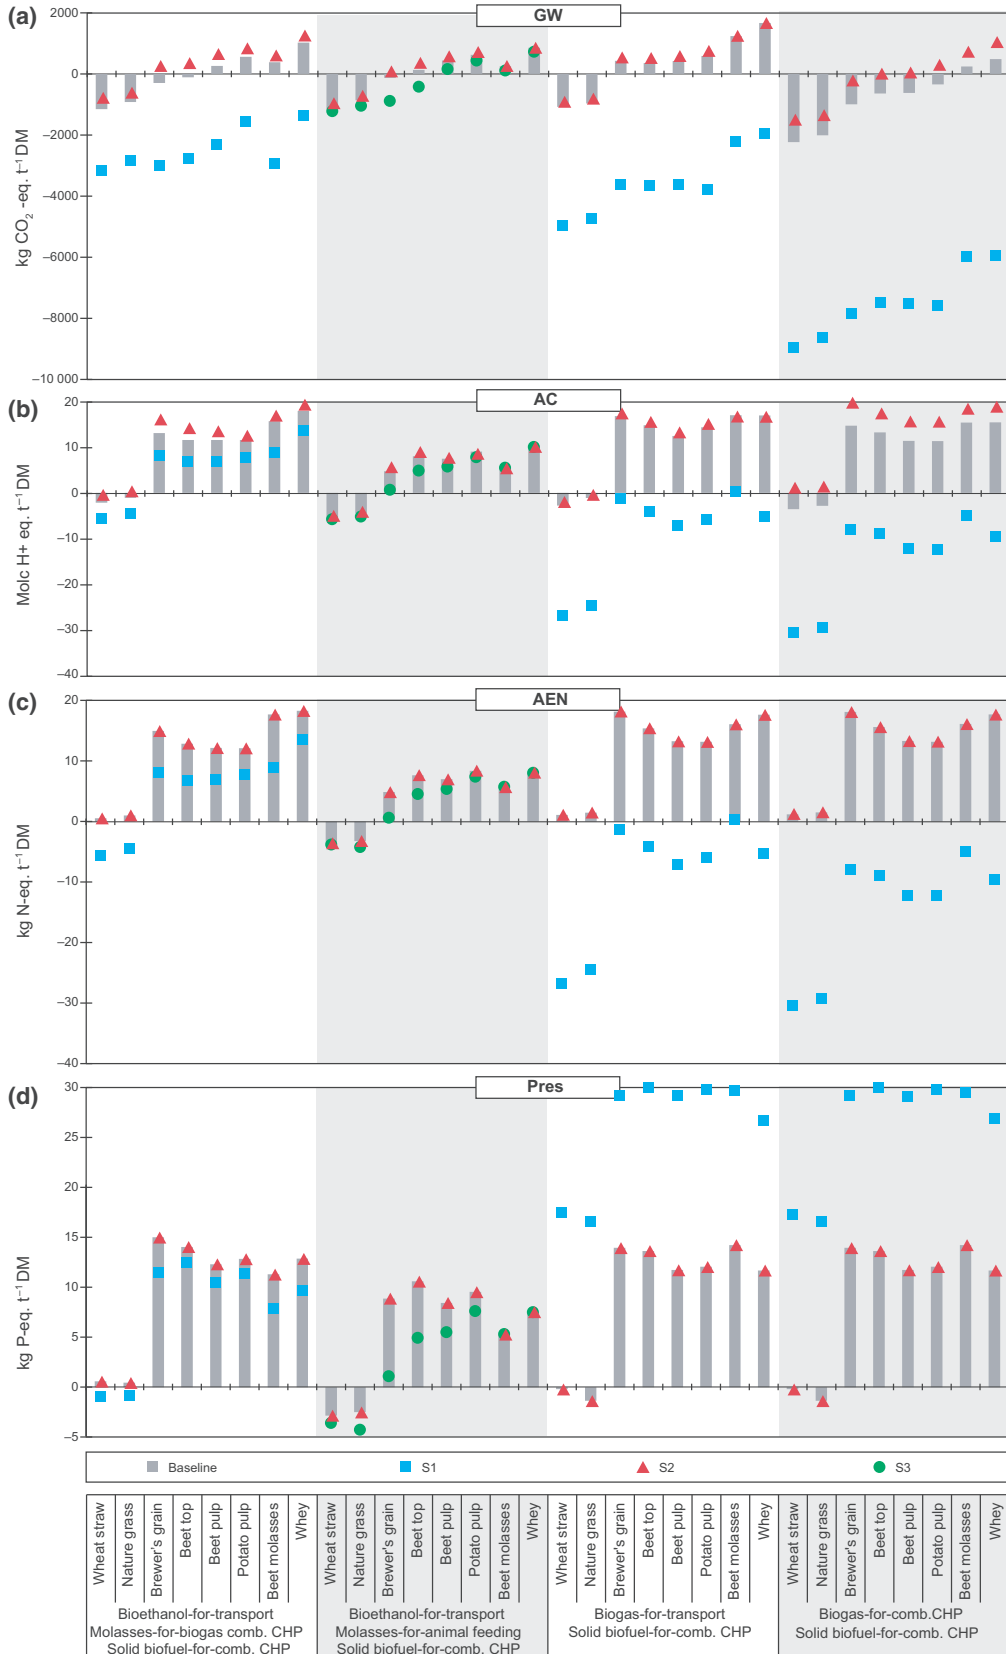 (a)
GW
2000
0
–2000
–4000
–6000
–8000
–10 000
kg CO2 -eq. t–1 DM
(b)
AC
20
10
0
–10
–20
–30
–40
Molc H+ eq. t–1 DM
(c)
AEN
20
10
0
–10
–20
–30
–40
kg N-eq. t–1 DM
(d)
Pres
30
25
20
15
10
5
0
–5
kg P-eq. t–1 DM
Baseline S1 S2 S3
Wheat straw
Nature grass
Brewer's grain
Beet top
Beet pulp
Potato pulp
Beet molasses
Whey
Wheat straw
Nature grass
Brewer's grain
Beet top
Beet pulp
Potato pulp
Beet molasses
Whey
Wheat straw
Nature grass
Brewer's grain
Beet top
Beet pulp
Potato pulp
Beet molasses
Whey
Wheat straw
Nature grass
Brewer's grain
Beet top
Beet pulp
Potato pulp
Beet molasses
Whey
Bioethanol-for-transport
Molasses-for-biogas comb. CHP
Solid biofuel-for-comb. CHP
Bioethanol-for-transport
Molasses-for-animal feeding
Solid biofuel-for-comb. CHP
Biogas-for-transport
Solid biofuel-for-comb. CHP
Biogas-for-comb.CHP
Solid biofuel-for-comb. CHP